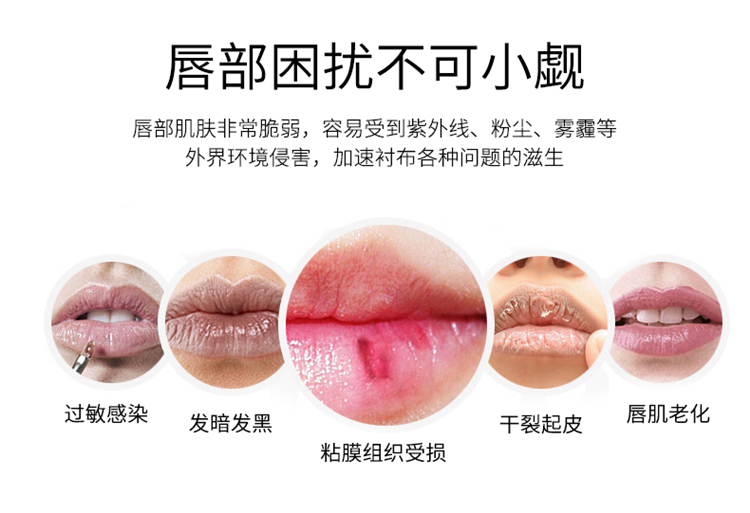 唇部困扰不可小觑
唇部肌肤非常脆弱，容易受到紫外线、粉尘、雾霾等
外界环境侵害，加速衬布各种问题的滋生
过敏感染
发暗发黑
粘膜组织受损
干裂起皮
唇肌老化